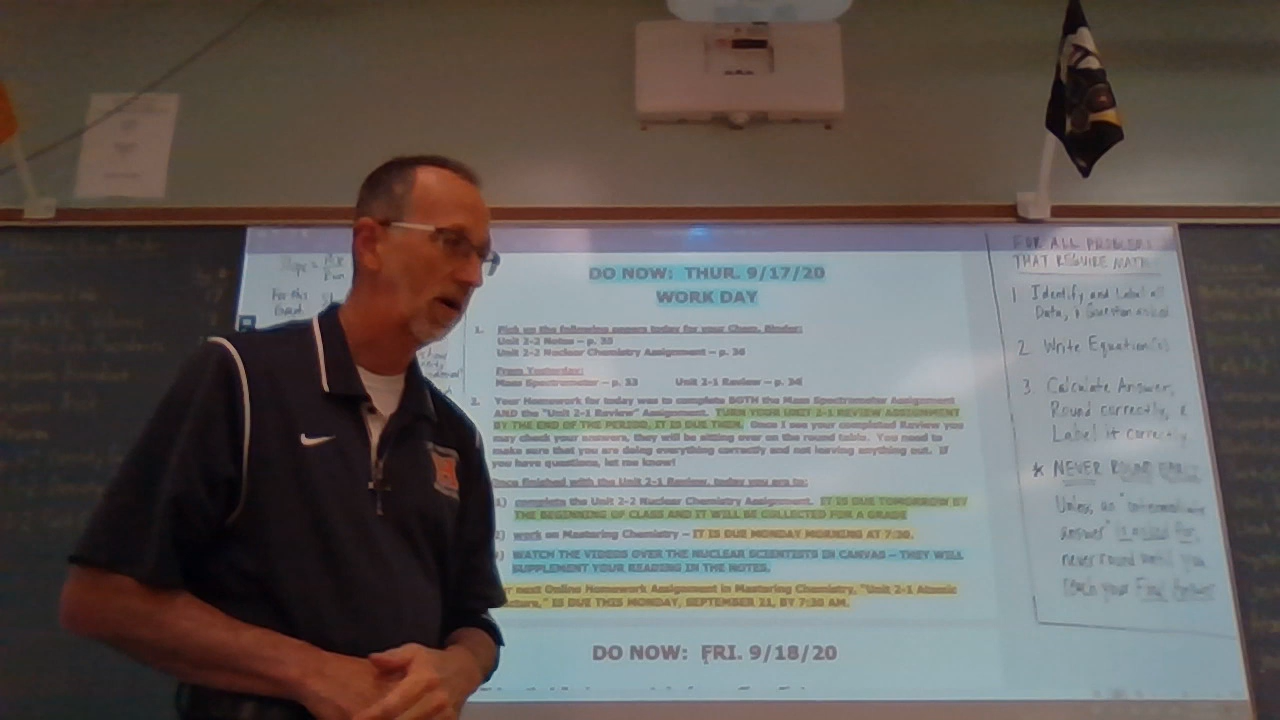 DO NOW: THUR. 9/17/20
WORK DAY
1. Pick up the following papers today for your Chem. Binder:
Unit 2-2 Notes – p. 35
Unit 2-2 Nuclear Chemistry Assignment – p. 36
From Yesterday:
Mass Spectrometer – p. 33 Unit 2-1 Review – p. 34
2. Your Homework for today was to complete BOTH the Mass Spectrometer Assignment
AND the "Unit 2-1 Review" Assignment. TURN YOUR UNIT 2-1 REVIEW ASSIGNMENT
BY THE END OF THE PERIOD, IT IS DUE THEN. Once I see your completed Review you
may check your answers, they will be sitting over on the round table. You need to
make sure that you are doing everything correctly and not leaving anything out. If
you have questions, let me know!
Once finished with the Unit 2-1 Review, today you are to:
) complete the Unit 2-2 Nuclear Chemistry Assignment. IT IS DUE TOMORROW BY
THE BEGINNING OF CLASS AND IT WILL BE COLLECTED FOR A GRADE
) work on Mastering Chemistry – IT IS DUE MONDAY MORNING AT 7:30.
) WATCH THE VIDEOS OVER THE NUCLEAR SCIENTISTS IN CANVAS – THEY WILL
SUPPLEMENT YOUR READING IN THE NOTES.
next Online Homework Assignment in Mastering Chemistry, "Unit 2-1 Atomic
IS DUE THIS MONDAY, SEPTEMBER 21, BY 7:30 AM.
DO NOW: FRI. 9/18/20
Slope =
Run
For this
FOR ALL PROBLEMS
THAT REQUIRE MATH
1 Identify and Label all
Data, & Question asked
2. Write Equation(s)
3. Calculate Answer,
Round correctly, &
Label it correctly
* NEVER ROUND EARLY
Unless, an "intermediate
answer" is asked for,
never round until you
reach your Final Answer